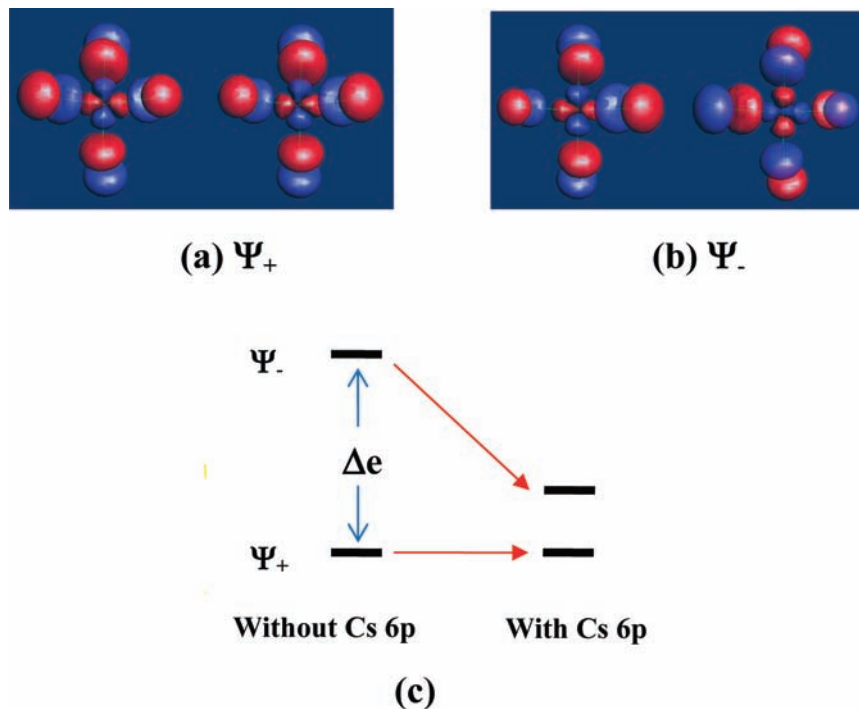 (a) Ψ₊
(b) Ψ₋
Ψ₋
Δe
Ψ₊
Without Cs 6p
With Cs 6p
(c)